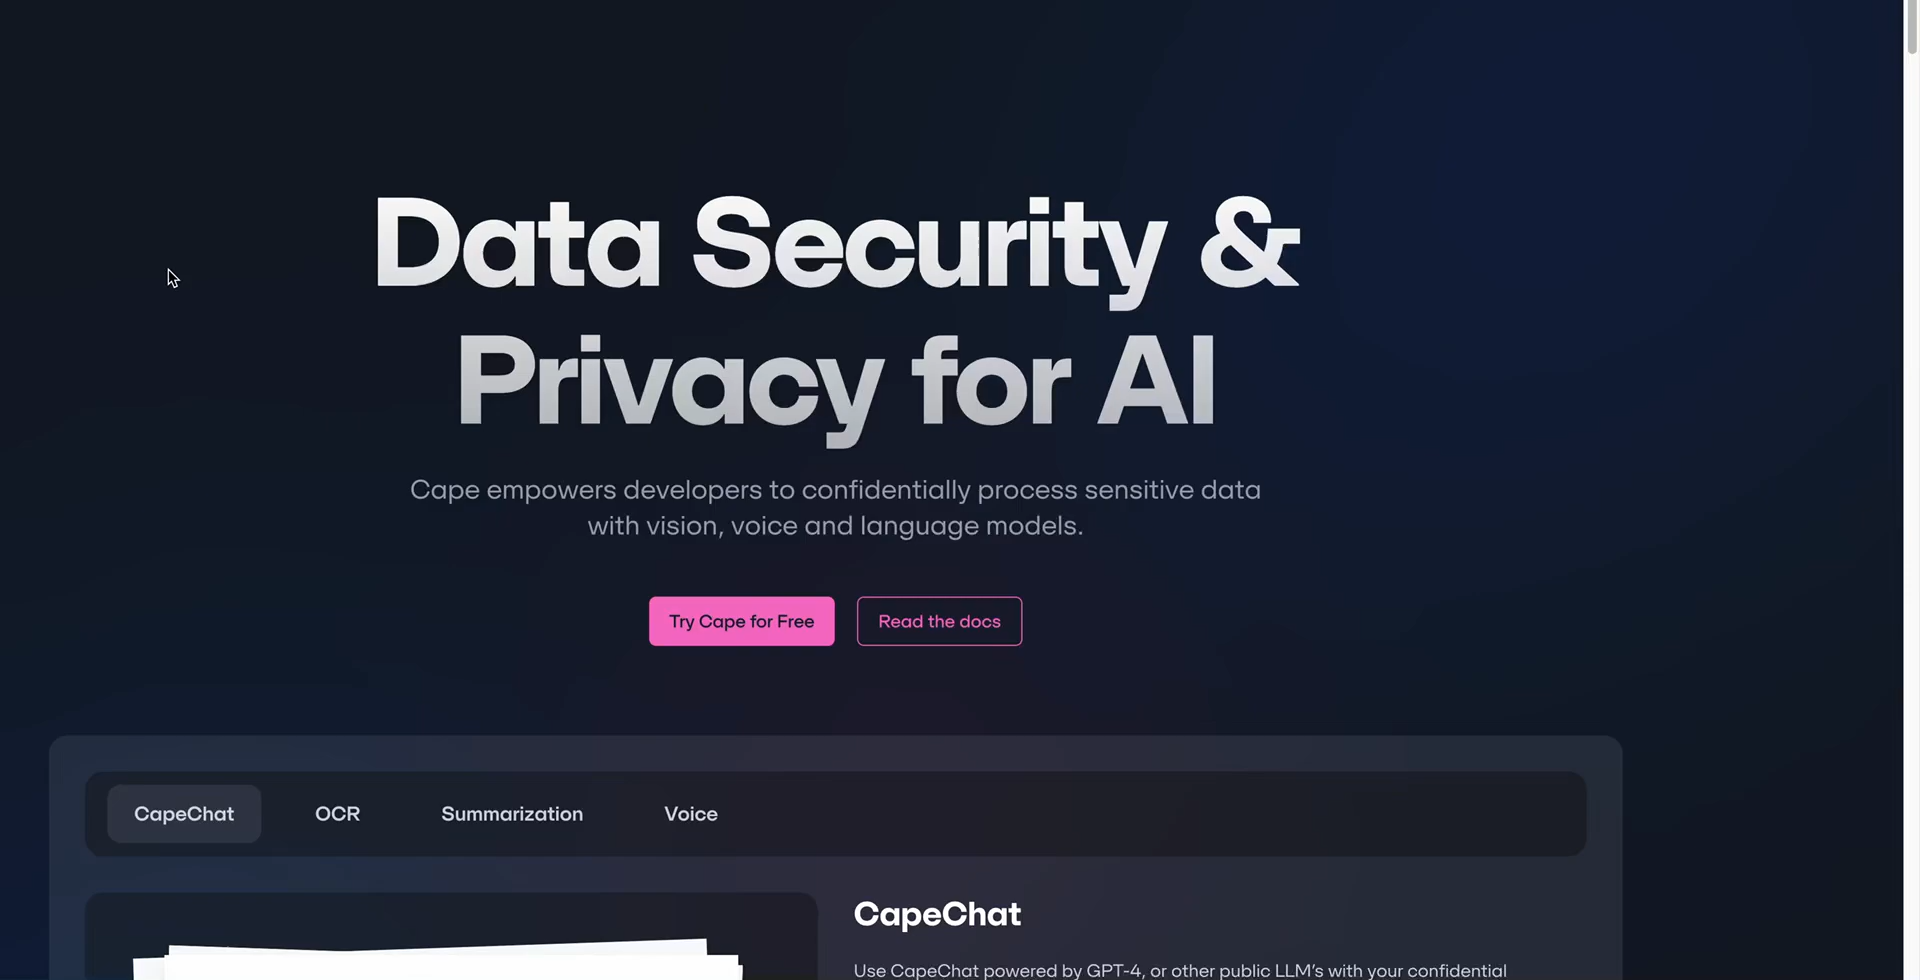 Data Security &
Privacy for AI
Cape empowers developers to confidentially process sensitive data
with vision, voice and language models.
Try Cape for Free
Read the docs
CapeChat
OCR
Summarization
Voice
CapeChat
Use CapeChat powered by GPT-4, or other public LLM's with your confidential